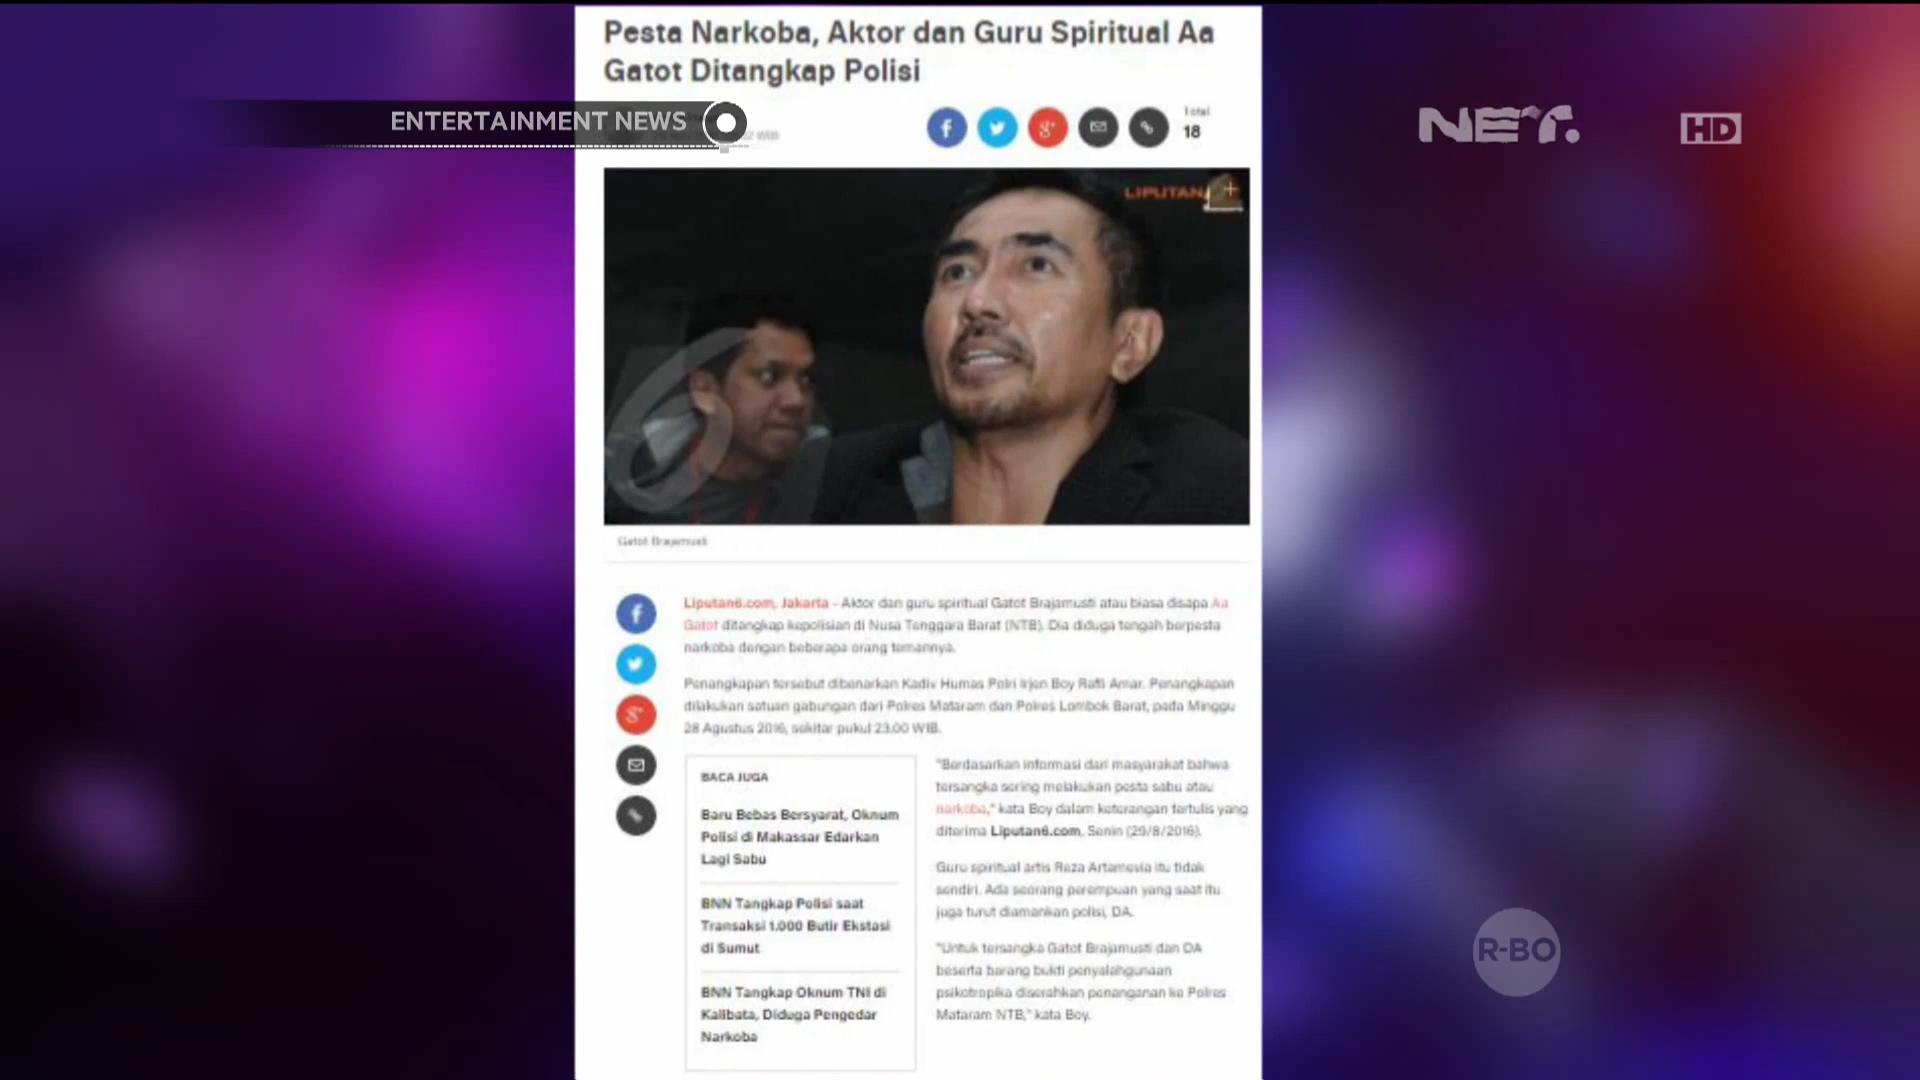 Pesta Narkoba, Aktor dan Guru Spiritual Aa
Gatot Ditangkap Polisi
ENTERTAINMENT NEWS
WIB
Total
18
NET.
HD
LIPUTAN
Gatot Brajamusti
Liputan6.com, Jakarta - Aktor dan guru spiritual Gatot Brajamusti atau biasa disapa Aa
Gatot ditangkap kepolisian di Nusa Tenggara Barat (NTB). Dia diduga tengah berpesta
narkoba dengan beberapa orang temannya.
Penangkapan tersebut dibenarkan Kadiv Humas Polri Irjen Boy Rafli Amar. Penangkapan
dilakukan satuan gabungan dari Polres Mataram dan Polres Lombok Barat, pada Minggu
28 Agustus 2016, sekitar pukul 23.00 WIB.
BACA JUGA
Baru Bebas Bersyarat, Oknum
Polisi di Makassar Edarkan
Lagi Sabu
BNN Tangkap Polisi saat
Transaksi 1.000 Butir Ekstasi
di Sumut
BNN Tangkap Oknum TNI di
Kalibata, Diduga Pengedar
Narkoba
"Berdasarkan informasi dari masyarakat bahwa
tersangka sering melakukan pesta sabu atau
narkoba," kata Boy dalam keterangan tertulis yang
diterima Liputan6.com, Senin (29/8/2016).
Guru spiritual artis Reza Artamevia itu tidak
sendiri. Ada seorang perempuan yang saat itu
juga turut diamankan polisi, DA.
"Untuk tersangka Gatot Brajamusti dan DA
beserta barang bukti penyalahgunaan
psikotropika diserahkan penanganan ke Polres
Mataram NTB," kata Boy.
R-BO